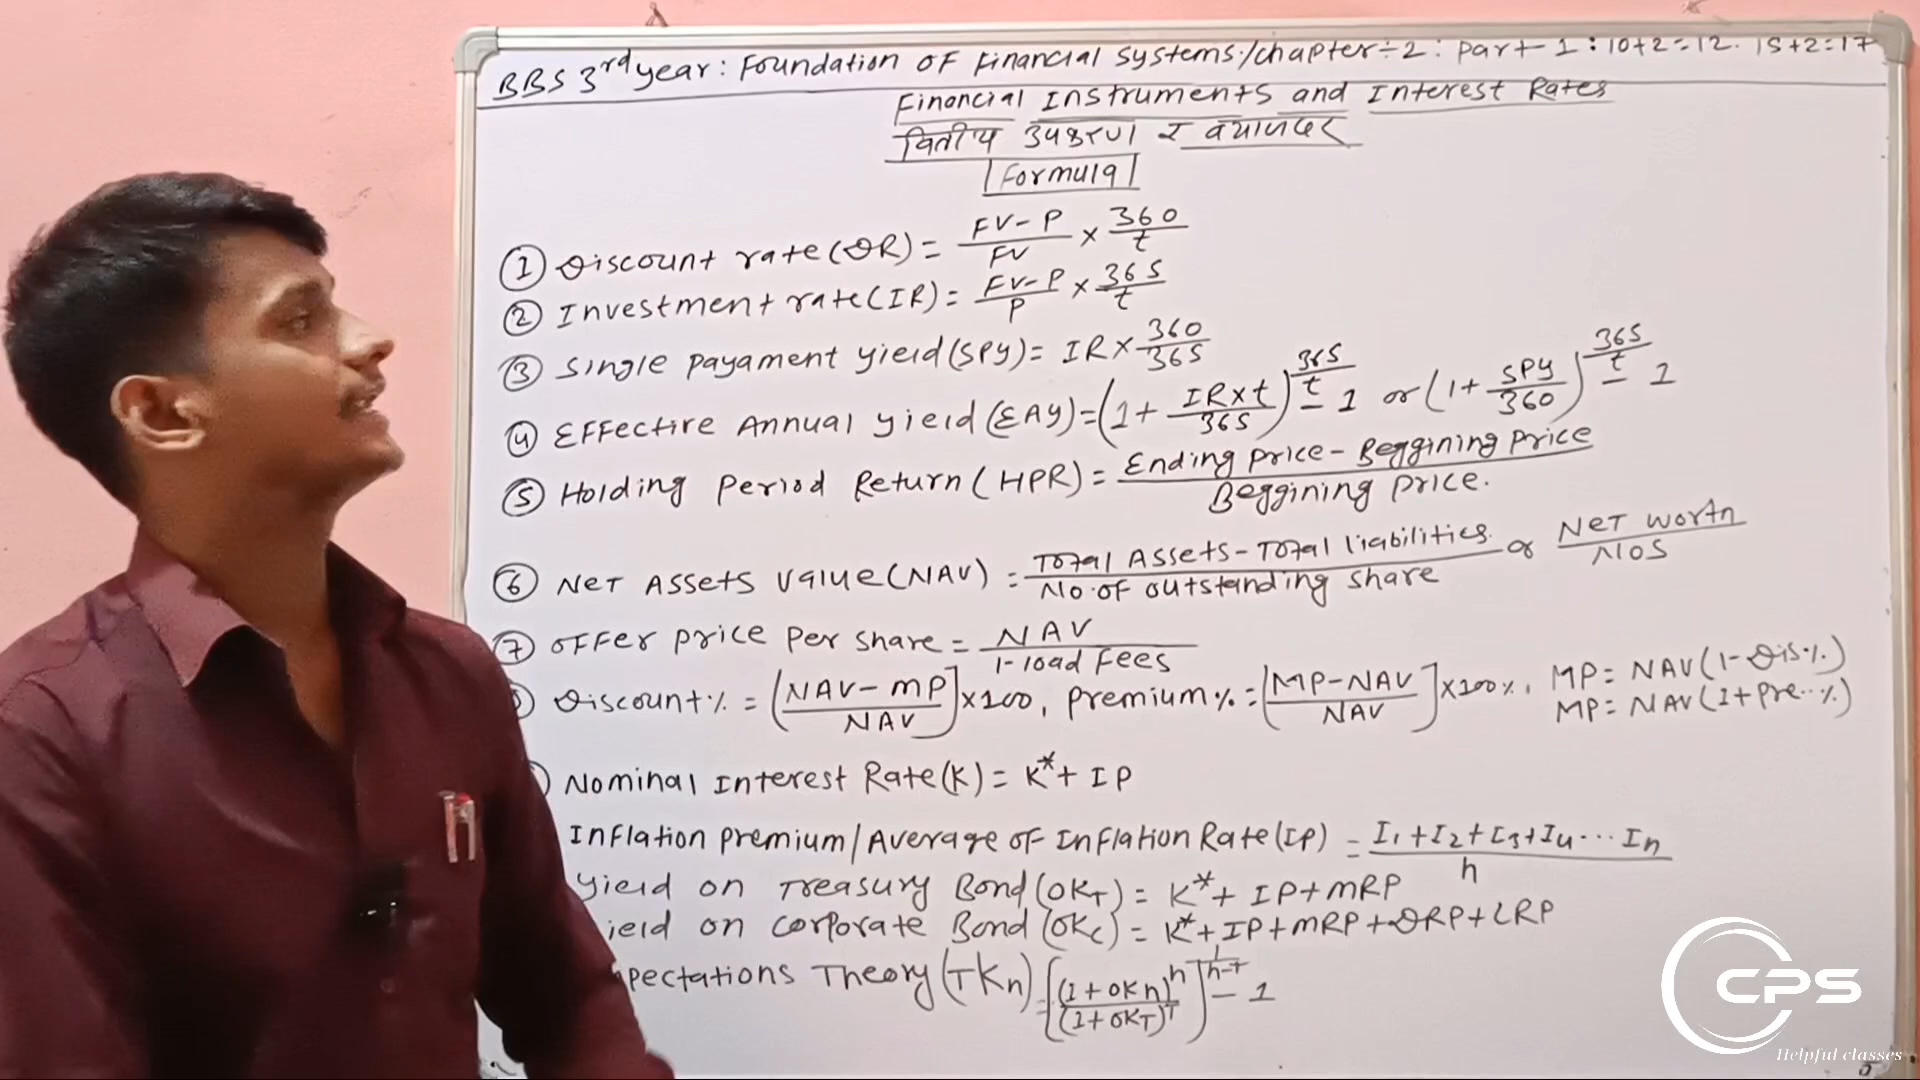 BBS 3rd year: Foundation OF Financial Systems/chapter÷2: part-1: 10+2=12. 15+2=17
Financial Instruments and Interest Rates
वित्तीय उपकरण र ब्याजदर
Formula
① Discount rate(DR) = FV-P/FV × 360/t
② Investment rate(IR) = FV-P/P × 365/t
③ Single Payament yield(SPY) = IR × 360/365
④ Effective Annual yield(EAY) = (1 + IR×t/365)^365/t - 1 or (1 + SPY/360)^365/t - 1
⑤ Holding Period Return(HPR) = Ending Price - Beggining Price/Beggining Price.
⑥ Net Assets Value(NAV) = Total Assets - Total liabilities/No. of outstanding share or Net worth/NOS
⑦ Offer price Per share = NAV/1-load Fees
Discount% = [NAV-MP/NAV]×100, Premium% = [MP-NAV/NAV]×100%. MP = NAV(1-Dis%)
MP = NAV(1+Pre..%)
Nominal Interest Rate(K) = K*+IP
Inflation Premium/Average of Inflation Rate(IP) = I1+I2+I3+I4...In/n
yield on Treasury Bond(OKT) = K*+IP+MRP
ield on Corporate Bond(OKc) = K*+IP+MRP+DRP+LRP
pectations Theory(TKn) = [(1+OKn)^n/(1+OKT)^T]^1/n-T - 1
CPS
Helpful classes